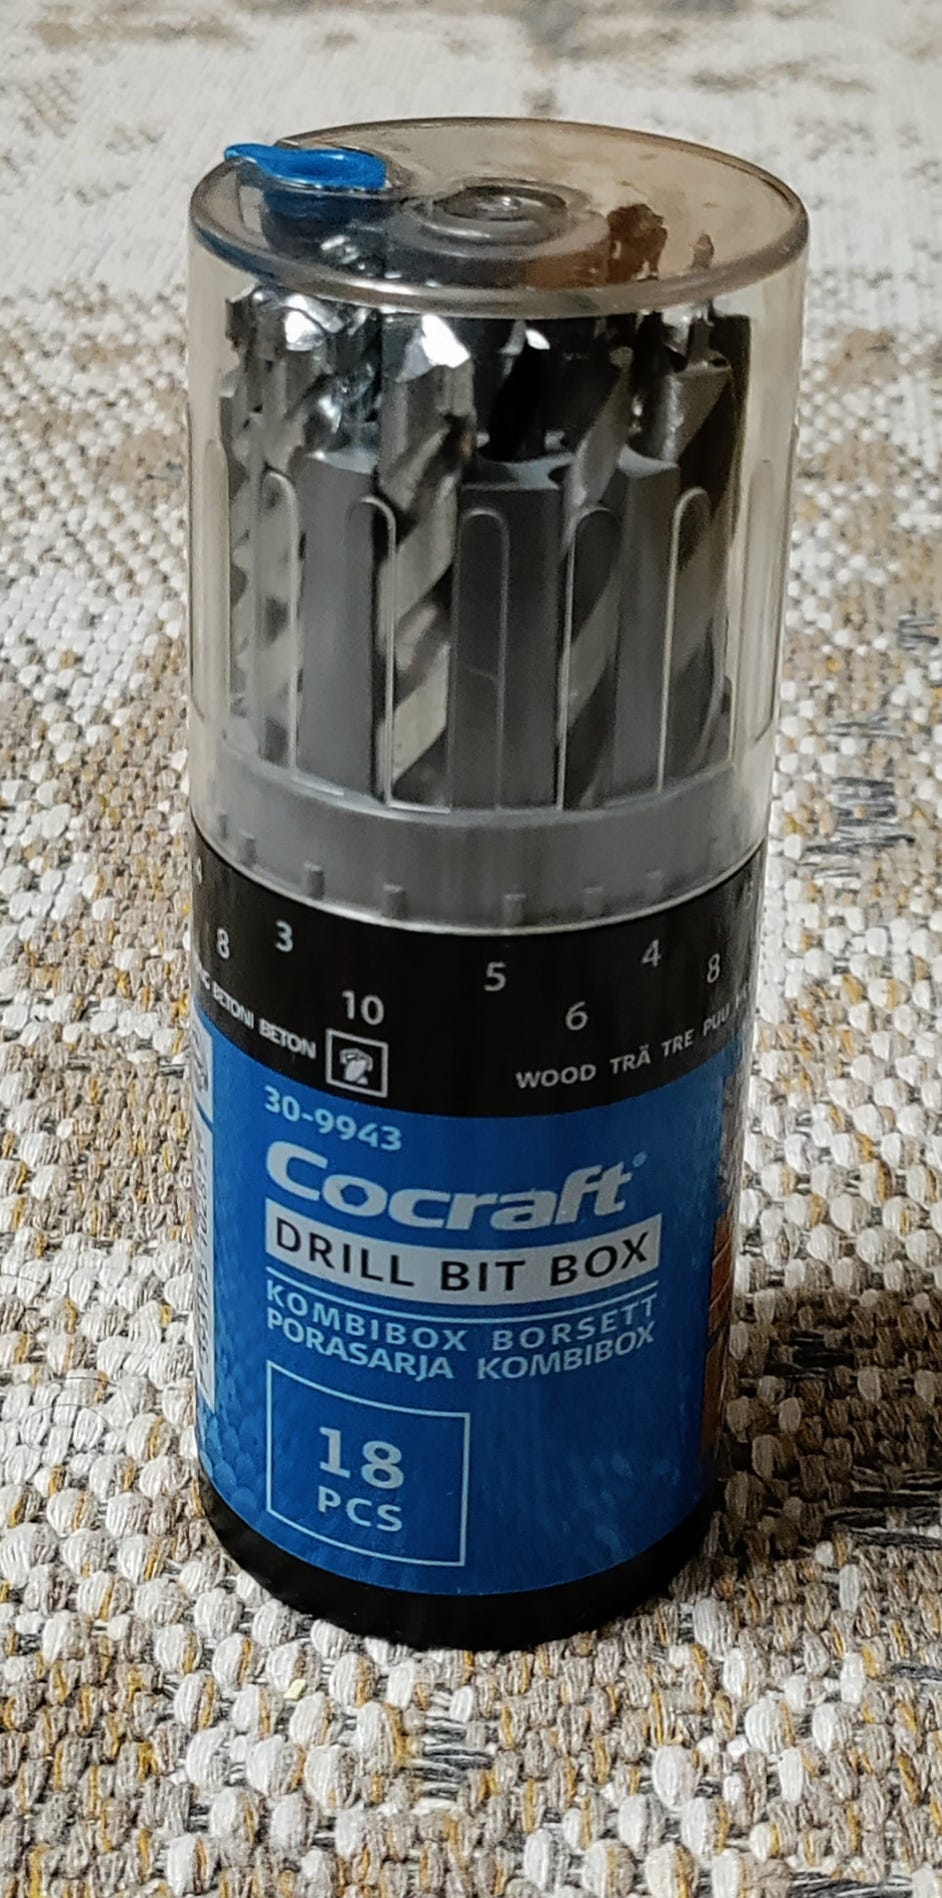 8 3 10 5 6 4 8
BETONI BETON
WOOD TRÄ TRE PUU
30-9943
Cocraft®
DRILL BIT BOX
KOMBIBOX BORSETT
PORASARJA KOMBIBOX
18
PCS